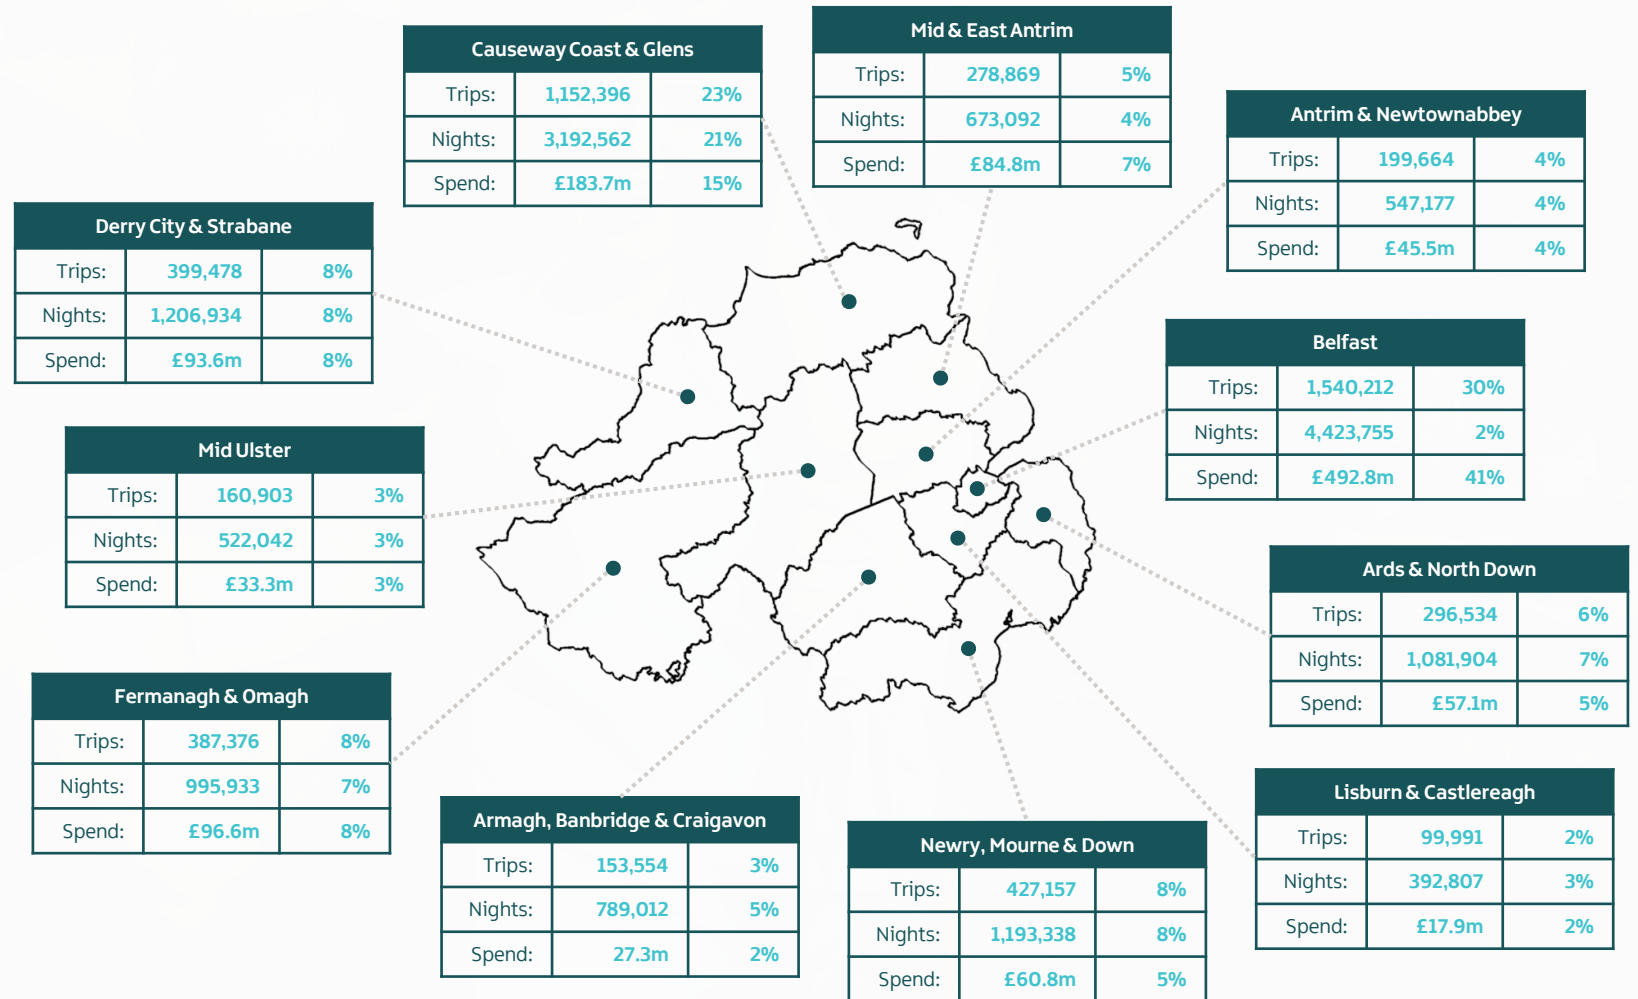 Causeway Coast & Glens
Trips: 1,152,396 23%
Nights: 3,192,562 21%
Spend: £183.7m 15%
Mid & East Antrim
Trips: 278,869 5%
Nights: 673,092 4%
Spend: £84.8m 7%
Antrim & Newtownabbey
Trips: 199,664 4%
Nights: 547,177 4%
Spend: £45.5m 4%
Derry City & Strabane
Trips: 399,478 8%
Nights: 1,206,934 8%
Spend: £93.6m 8%
Belfast
Trips: 1,540,212 30%
Nights: 4,423,755 2%
Spend: £492.8m 41%
Mid Ulster
Trips: 160,903 3%
Nights: 522,042 3%
Spend: £33.3m 3%
Ards & North Down
Trips: 296,534 6%
Nights: 1,081,904 7%
Spend: £57.1m 5%
Fermanagh & Omagh
Trips: 387,376 8%
Nights: 995,933 7%
Spend: £96.6m 8%
Armagh, Banbridge & Craigavon
Trips: 153,554 3%
Nights: 789,012 5%
Spend: 27.3m 2%
Newry, Mourne & Down
Trips: 427,157 8%
Nights: 1,193,338 8%
Spend: £60.8m 5%
Lisburn & Castlereagh
Trips: 99,991 2%
Nights: 392,807 3%
Spend: £17.9m 2%